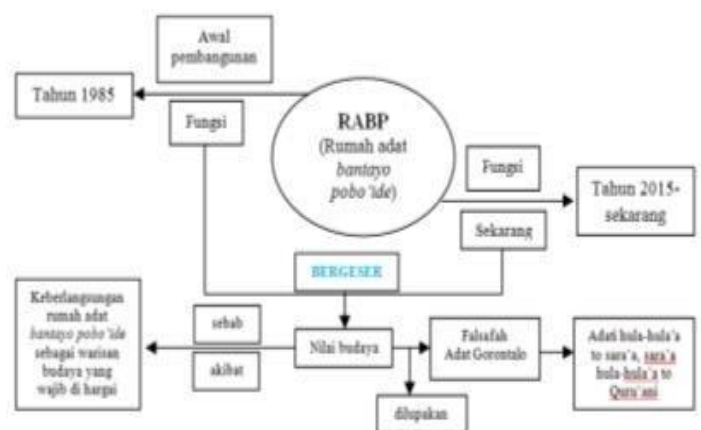 Awal
pembangunan
Tahun 1985
Fungsi
RABP
(Rumah adat
bantayo
pobo'ide)
Fungsi
Tahun 2015-
sekarang
Sekarang
BERGESER
Keberlangsungan
rumah adat
bantayo pobo'ide
sebagai warisan
budaya yang
wajib di hargai
sebab
akibat
Nilai budaya
Falsafah
Adat Gorontalo
Adati hula-hula'a
to sara'a, sara'a
hula-hula'a to
Quru'ani
dilupakan